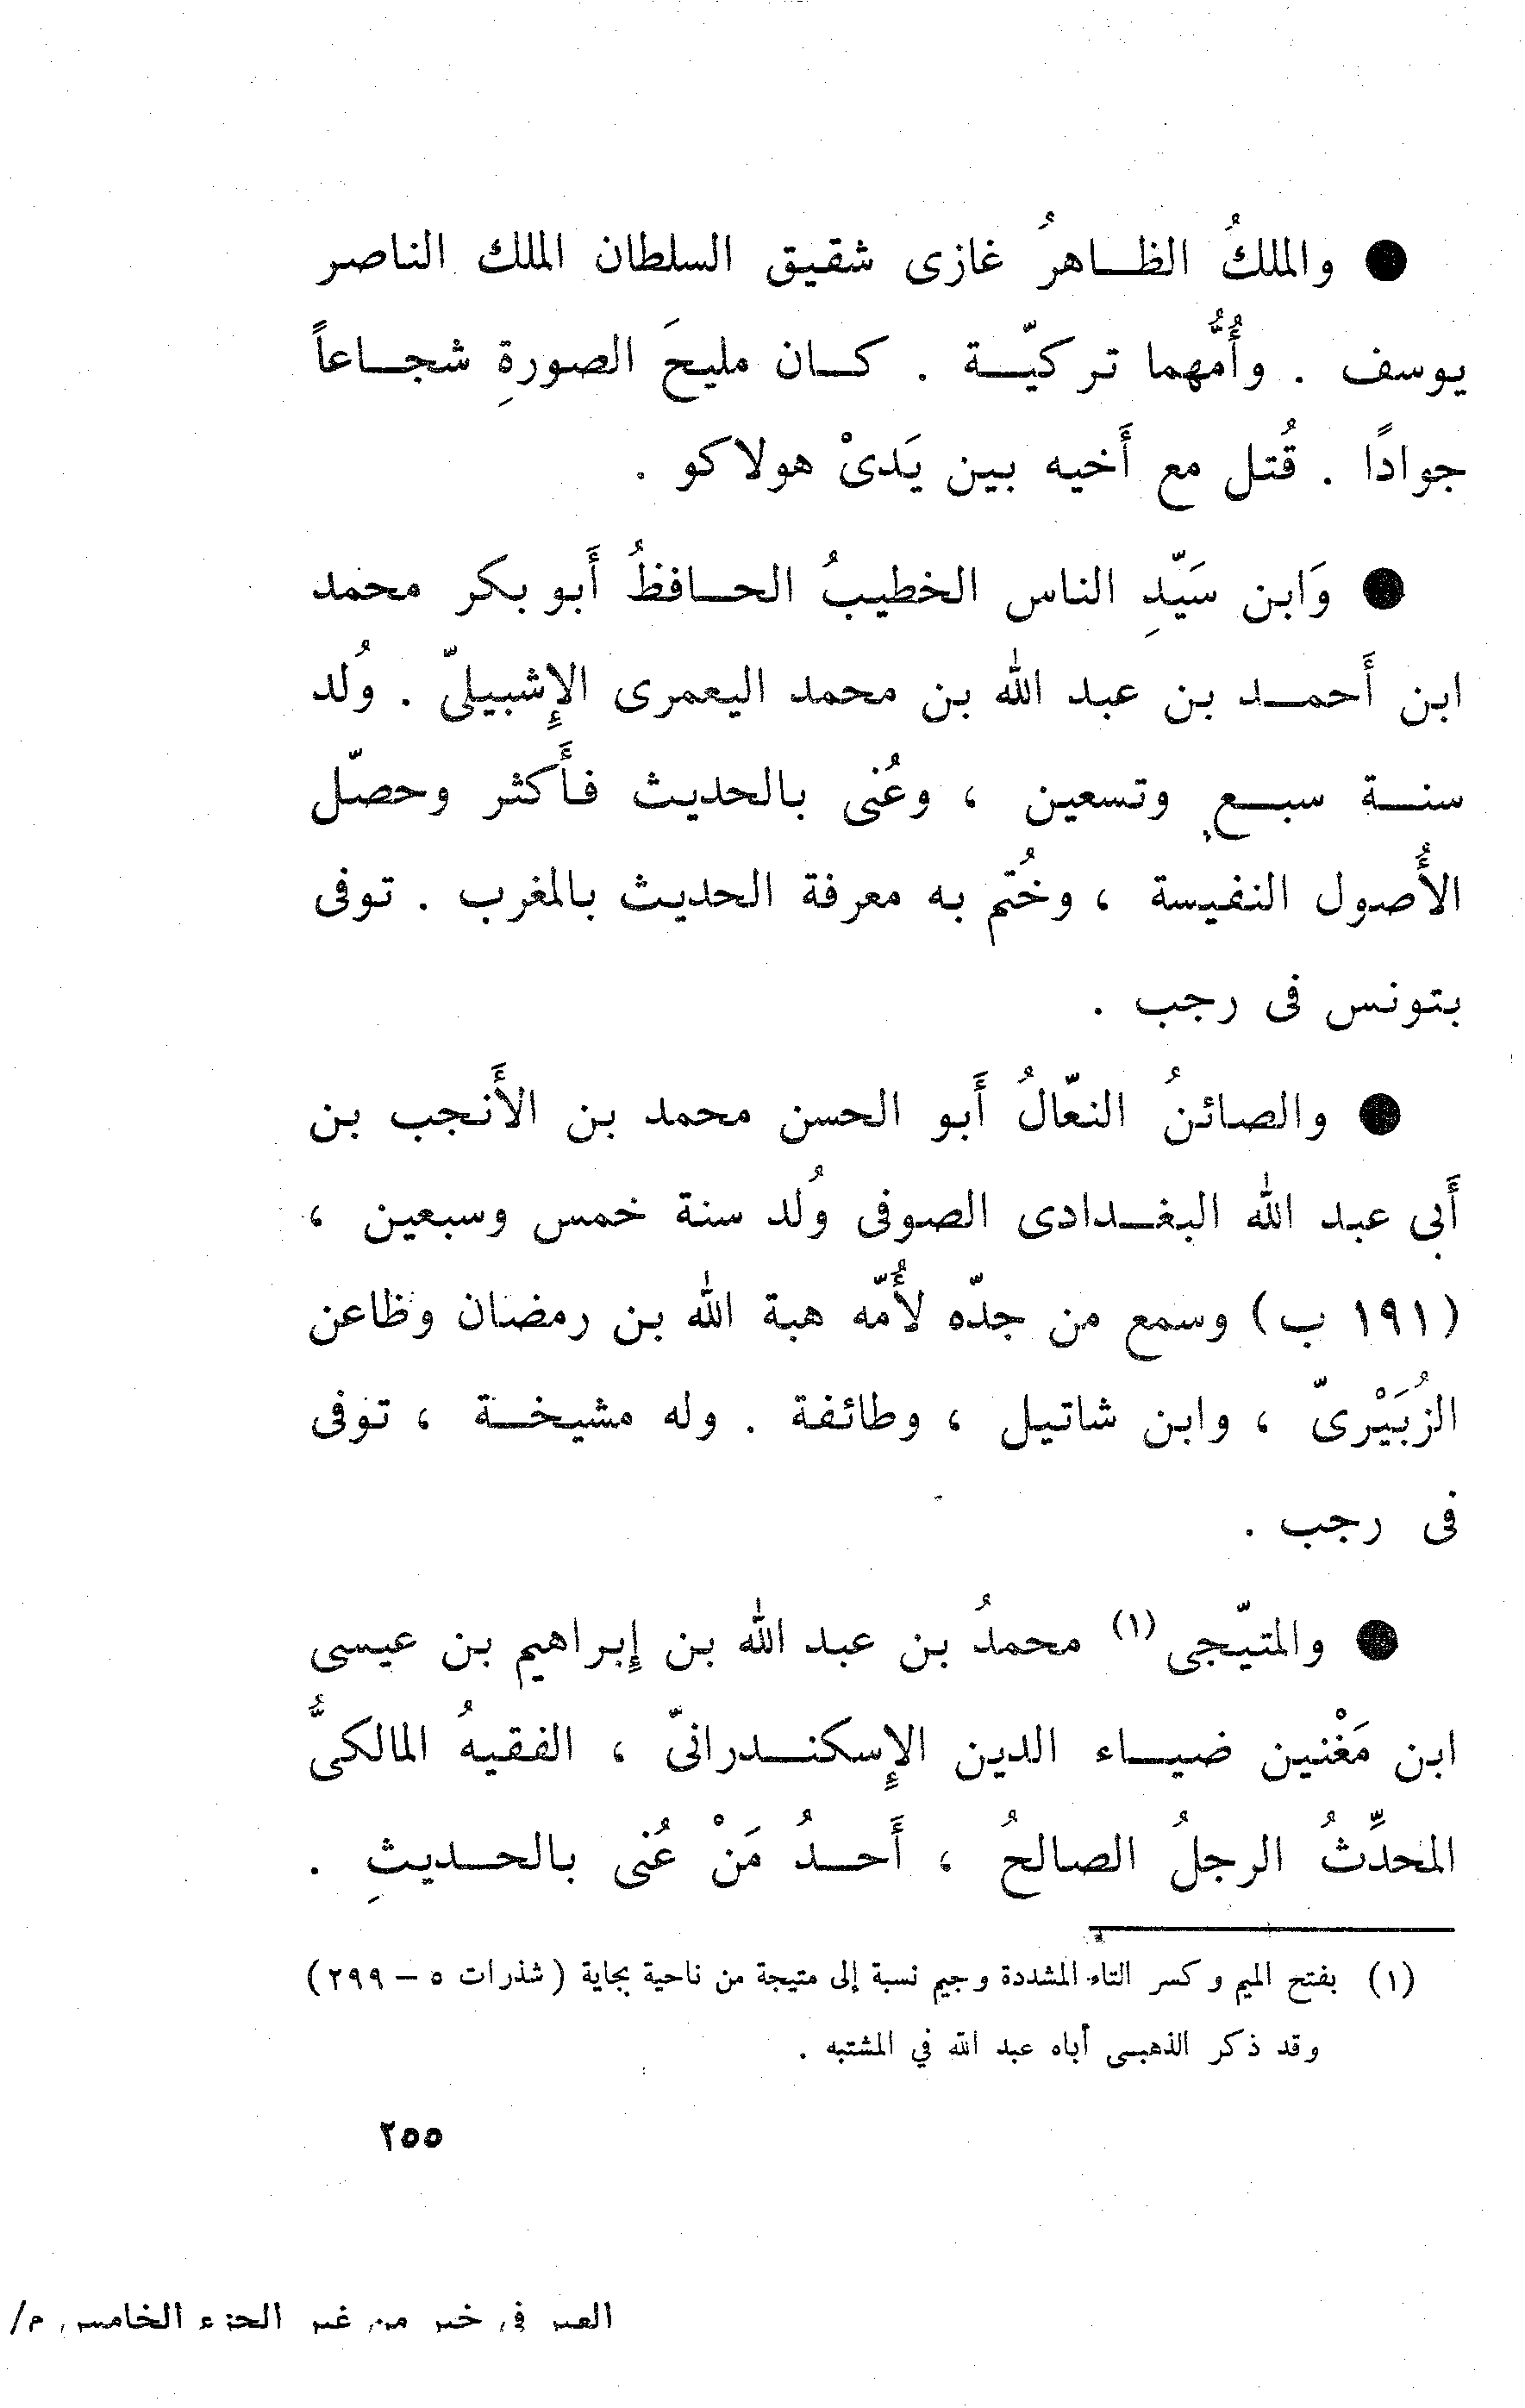 ● والملكُ الظـاهرُ غازى شقيق السلطان الملك الناصر
يوسف . وأُمُّهما تركيّـة . كـان مليحَ الصورةِ شجـاعاً
جوادًا . قُتل مع أَخيه بين يَدىْ هولاكو .
● وَابن سَيّدِ الناس الخطيبُ الحـافظُ أَبو بكر محمد
ابن أَحمـد بن عبد الله بن محمد اليعمرى الإِشبيلىّ . وُلد
سنـة سبـعٍ وتسعين ، وعُنى بالحديث فأَكثر وحصّل
الأُصول النفيسة ، وخُتم به معرفة الحديث بالمغرب . توفى
بتونس فى رجب .
● والصائنُ النعّالُ أَبو الحسن محمد بن الأَنجب بن
أَبى عبد الله البغـدادى الصوفى وُلد سنة خمس وسبعين ،
(١٩١ ب) وسمع من جدّه لأُمّه هبة الله بن رمضان وظاعن
الزُبَيْرىّ ، وابن شاتيل ، وطائفة . وله مشيخـة ، توفى
فى رجب .
● والمتيّجى (١) محمدُ بن عبد الله بن إِبراهيم بن عيسى
ابن مَغْنين ضيـاء الدين الإِسكنـدرانىّ ، الفقيهُ المالكىُّ
المحدِّثُ الرجلُ الصالحُ ، أَحـدُ مَنْ عُنى بالحـديثِ .
(١) بفتح الميم وكسر التاء المشددة وجيم نسبة إلى متيجة من ناحية بجاية (شذرات ٥ – ٢٩٩)
وقد ذكر الذهبـى أباه عبد الله في المشتبه .
٢٥٥
العبر في خبر من غبر الجزء الخامس م/